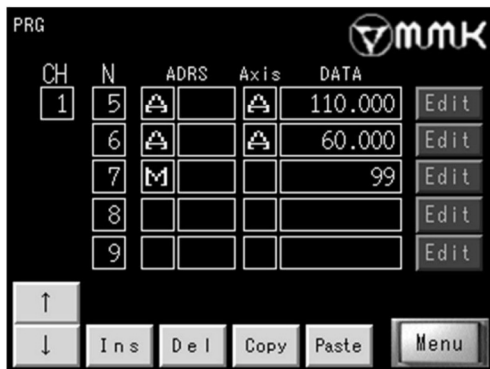 PRG
MMK
CH N ADRS Axis DATA
1 5 A A 110.000 Edit
6 A A 60.000 Edit
7 M 99 Edit
8 Edit
9 Edit
↑
↓ Ins Del Copy Paste Menu